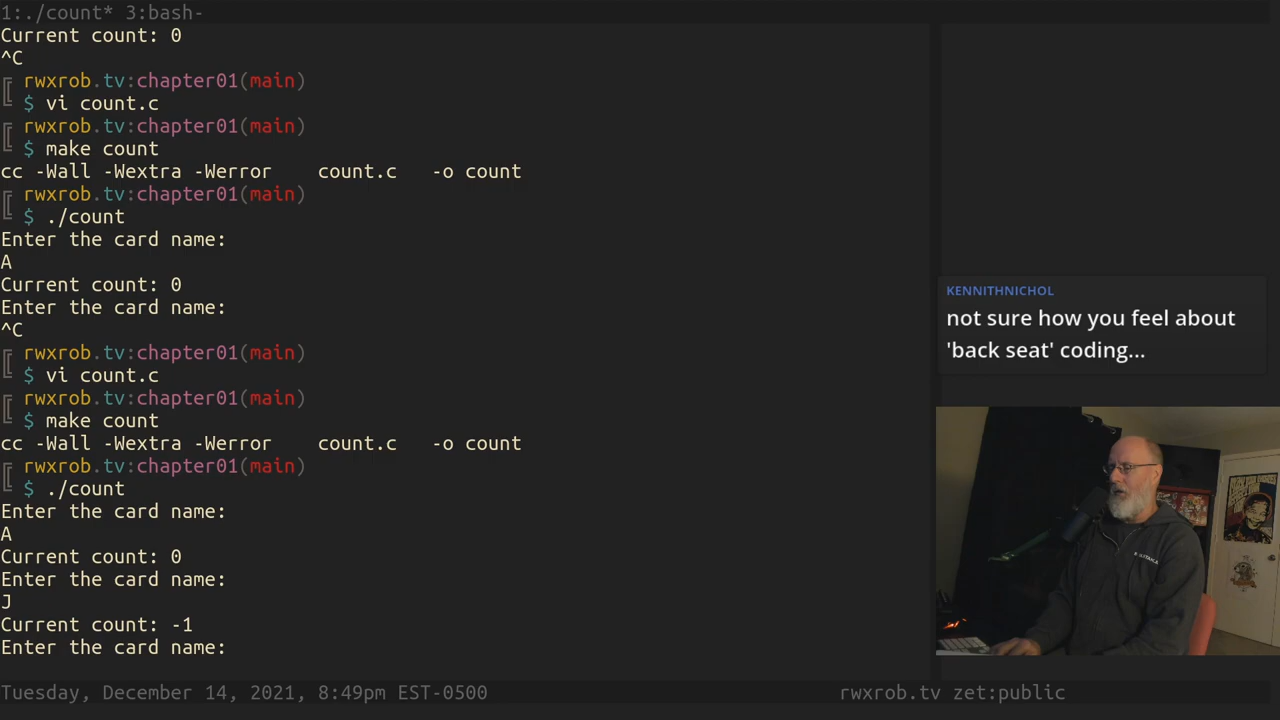 1:./count* 3:bash-
Current count: 0
^C
rwxrob.tv:chapter01(main)
$ vi count.c
rwxrob.tv:chapter01(main)
$ make count
cc -Wall -Wextra -Werror    count.c   -o count
rwxrob.tv:chapter01(main)
$ ./count
Enter the card name:
A
Current count: 0
Enter the card name:
^C
rwxrob.tv:chapter01(main)
$ vi count.c
rwxrob.tv:chapter01(main)
$ make count
cc -Wall -Wextra -Werror    count.c   -o count
rwxrob.tv:chapter01(main)
$ ./count
Enter the card name:
A
Current count: 0
Enter the card name:
J
Current count: -1
Enter the card name:
KENNITHNICHOL
not sure how you feel about
'back seat' coding...
Tuesday, December 14, 2021, 8:49pm EST-0500
rwxrob.tv zet:public